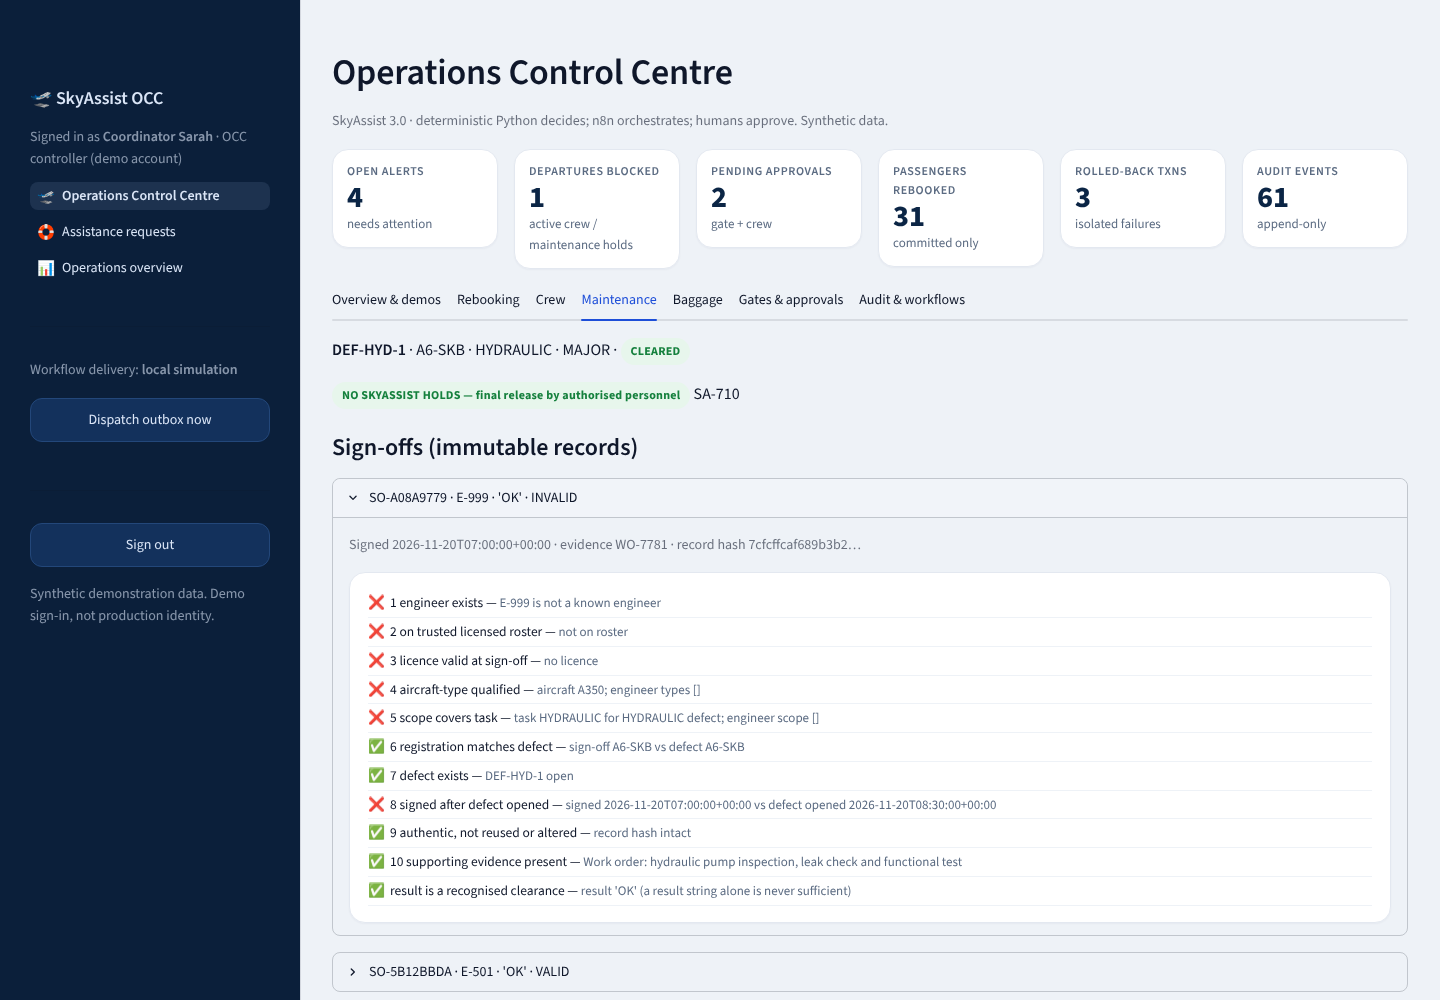 SkyAssist OCC
Signed in as Coordinator Sarah · OCC
controller (demo account)
Operations Control Centre
Assistance requests
Operations overview
Workflow delivery: local simulation
Dispatch outbox now
Sign out
Synthetic demonstration data. Demo
sign-in, not production identity.
Operations Control Centre
SkyAssist 3.0 · deterministic Python decides; n8n orchestrates; humans approve. Synthetic data.
OPEN ALERTS
4
needs attention
DEPARTURES BLOCKED
1
active crew /
maintenance holds
PENDING APPROVALS
2
gate + crew
PASSENGERS
REBOOKED
31
committed only
ROLLED-BACK TXNS
3
isolated failures
AUDIT EVENTS
61
append-only
Overview & demos Rebooking Crew Maintenance Baggage Gates & approvals Audit & workflows
DEF-HYD-1 · A6-SKB · HYDRAULIC · MAJOR · CLEARED
NO SKYASSIST HOLDS — final release by authorised personnel SA-710
Sign-offs (immutable records)
SO-A08A9779 · E-999 · 'OK' · INVALID
Signed 2026-11-20T07:00:00+00:00 · evidence WO-7781 · record hash 7cfcffcaf689b3b2…
1 engineer exists — E-999 is not a known engineer
2 on trusted licensed roster — not on roster
3 licence valid at sign-off — no licence
4 aircraft-type qualified — aircraft A350; engineer types []
5 scope covers task — task HYDRAULIC for HYDRAULIC defect; engineer scope []
6 registration matches defect — sign-off A6-SKB vs defect A6-SKB
7 defect exists — DEF-HYD-1 open
8 signed after defect opened — signed 2026-11-20T07:00:00+00:00 vs defect opened 2026-11-20T08:30:00+00:00
9 authentic, not reused or altered — record hash intact
10 supporting evidence present — Work order: hydraulic pump inspection, leak check and functional test
result is a recognised clearance — result 'OK' (a result string alone is never sufficient)
SO-5B12BBDA · E-501 · 'OK' · VALID